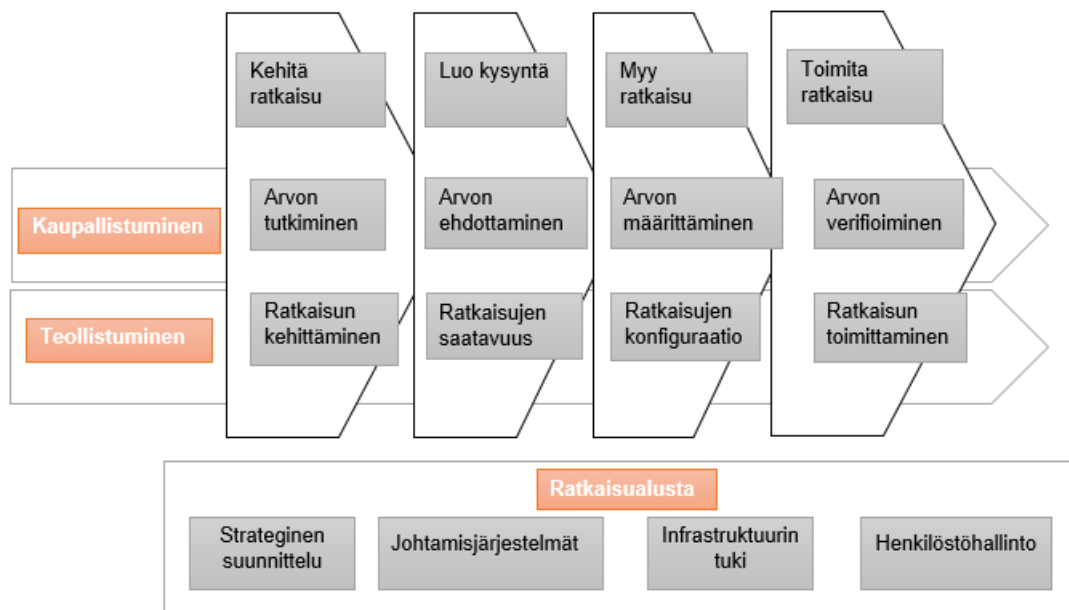 Kehitä
ratkaisu
Luo kysyntä
Myy
ratkaisu
Toimita
ratkaisu
Kaupallistuminen
Arvon
tutkiminen
Arvon
ehdottaminen
Arvon
määrittäminen
Arvon
verifioiminen
Teollistuminen
Ratkaisun
kehittäminen
Ratkaisujen
saatavuus
Ratkaisujen
konfiguraatio
Ratkaisun
toimittaminen
Ratkaisualusta
Strateginen
suunnittelu
Johtamisjärjestelmät
Infrastruktuurin
tuki
Henkilöstöhallinto